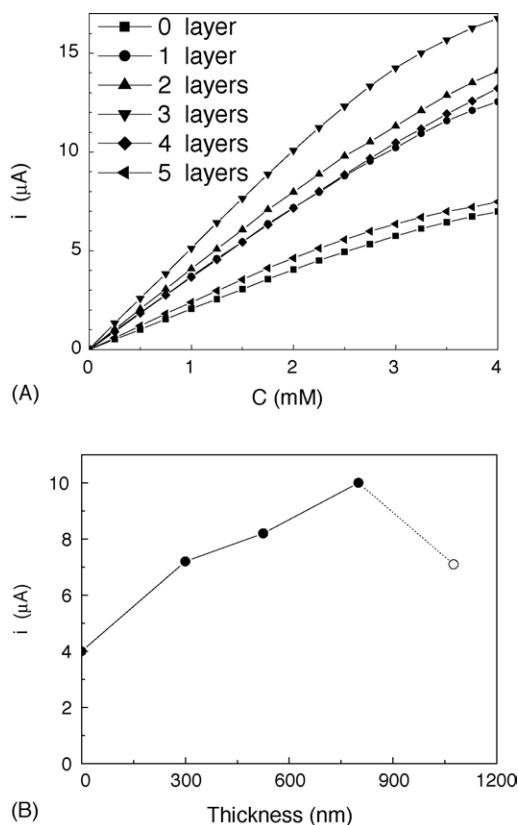 15
10
5
0
i (μA)
0 layer
1 layer
2 layers
3 layers
4 layers
5 layers
0 1 2 3 4
(A)
C (mM)
10
8
6
4
2
0
i (μA)
0 300 600 900 1200
(B)
Thickness (nm)